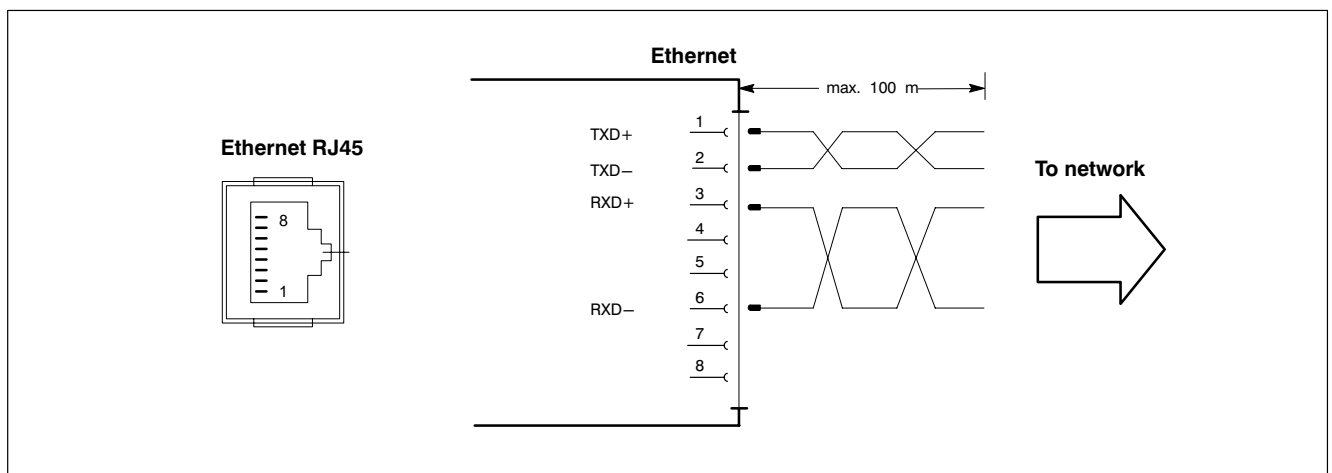 Ethernet
max. 100 m
Ethernet RJ45
8
1
TXD+ 1
TXD− 2
RXD+ 3
4
5
RXD− 6
7
8
To network